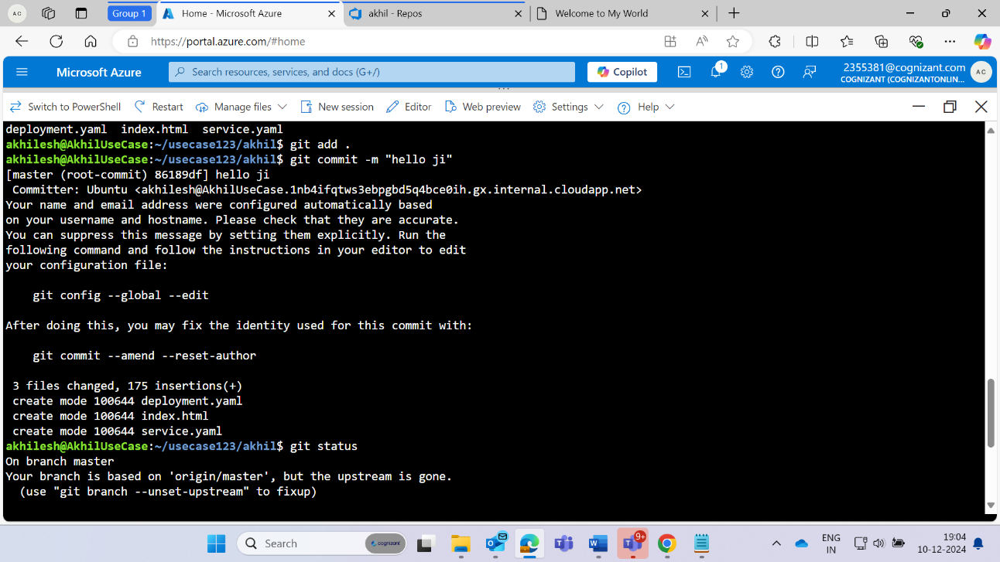 AC
Group 1
Home - Microsoft Azure
akhil - Repos
Welcome to My World
https://portal.azure.com/#home
Microsoft Azure
Search resources, services, and docs (G+/)
Copilot
1
2355381@cognizant.com
COGNIZANT (COGNIZANTONLIN...
AC
Switch to PowerShell
Restart
Manage files
New session
Editor
Web preview
Settings
Help
deployment.yaml  index.html  service.yaml
akhilesh@AkhilUseCase:~/usecase123/akhil$ git add .
akhilesh@AkhilUseCase:~/usecase123/akhil$ git commit -m "hello ji"
[master (root-commit) 86189df] hello ji
 Committer: Ubuntu <akhilesh@AkhilUseCase.1nb4ifqtws3ebpgbd5q4bce0ih.gx.internal.cloudapp.net>
Your name and email address were configured automatically based
on your username and hostname. Please check that they are accurate.
You can suppress this message by setting them explicitly. Run the
following command and follow the instructions in your editor to edit
your configuration file:
    git config --global --edit
After doing this, you may fix the identity used for this commit with:
    git commit --amend --reset-author
 3 files changed, 175 insertions(+)
 create mode 100644 deployment.yaml
 create mode 100644 index.html
 create mode 100644 service.yaml
akhilesh@AkhilUseCase:~/usecase123/akhil$ git status
On branch master
Your branch is based on 'origin/master', but the upstream is gone.
  (use "git branch --unset-upstream" to fixup)
Search
cognizant
9+
ENG
IN
19:04
10-12-2024